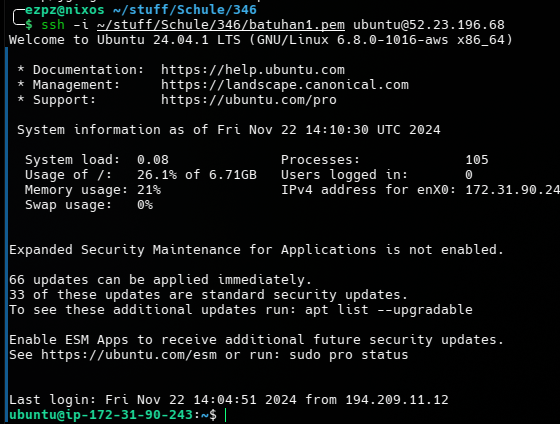 ezpz@nixos ~/stuff/Schule/346
$ ssh -i ~/stuff/Schule/346/batuhan1.pem ubuntu@52.23.196.68
Welcome to Ubuntu 24.04.1 LTS (GNU/Linux 6.8.0-1016-aws x86_64)
* Documentation: https://help.ubuntu.com
* Management: https://landscape.canonical.com
* Support: https://ubuntu.com/pro
System information as of Fri Nov 22 14:10:30 UTC 2024
System load: 0.08 Processes: 105
Usage of /: 26.1% of 6.71GB Users logged in: 0
Memory usage: 21% IPv4 address for enX0: 172.31.90.24
Swap usage: 0%
Expanded Security Maintenance for Applications is not enabled.
66 updates can be applied immediately.
33 of these updates are standard security updates.
To see these additional updates run: apt list --upgradable
Enable ESM Apps to receive additional future security updates.
See https://ubuntu.com/esm or run: sudo pro status
Last login: Fri Nov 22 14:04:51 2024 from 194.209.11.12
ubuntu@ip-172-31-90-243:~$